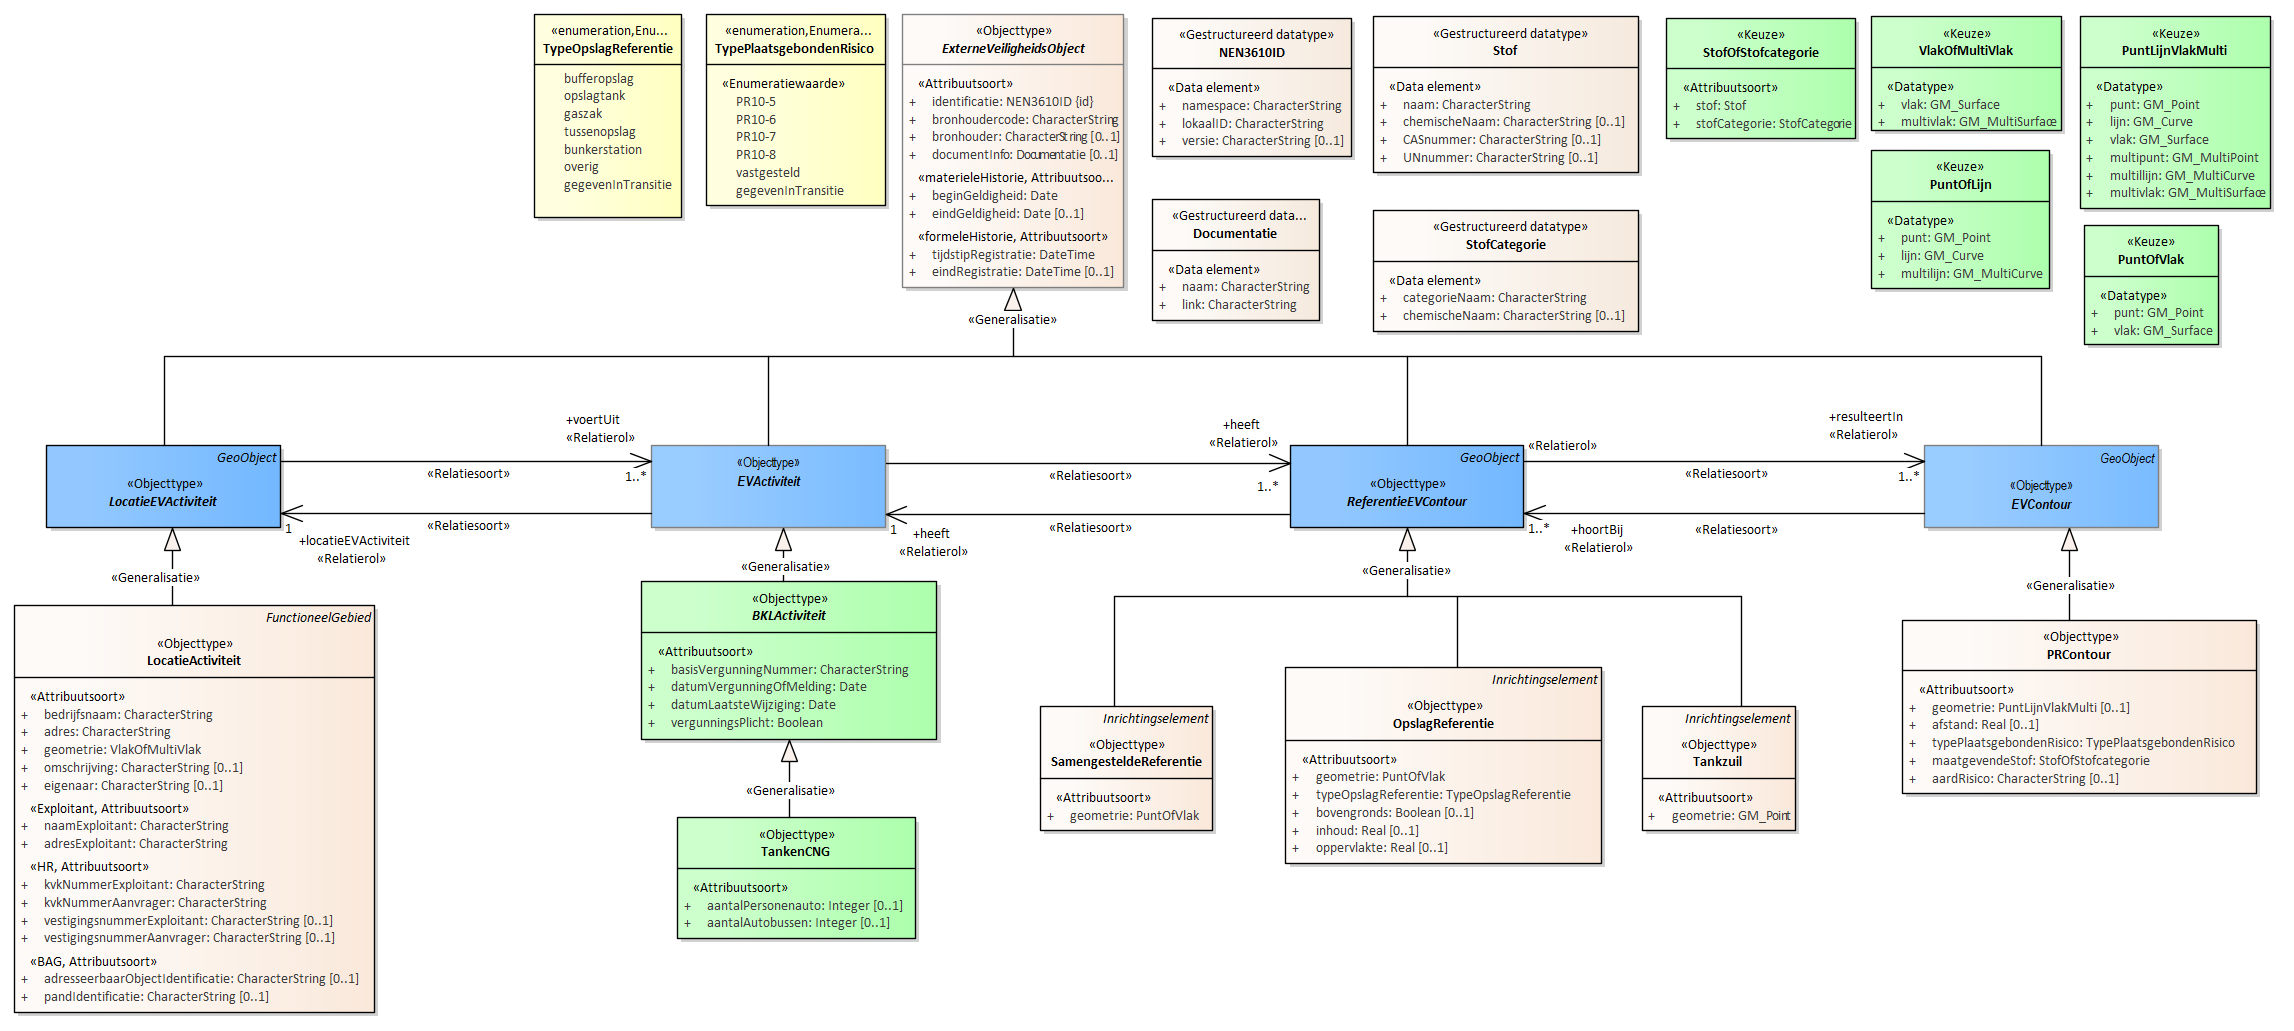 «enumeration,Enu...
TypeOpslagReferentie
bufferopslag
opslagtank
gaszak
tussenopslag
bunkerstation
overig
gegevenInTransitie
«enumeration,Enumera...
TypePlaatsgebondenRisico
«Enumeratiewaarde»
PR10-5
PR10-6
PR10-7
PR10-8
vastgesteld
gegevenInTransitie
«Objecttype»
ExterneVeiligheidsObject
«Attribuutsoort»
+ identificatie: NEN3610ID {id}
+ bronhoudercode: CharacterString
+ bronhouder: CharacterString [0..1]
+ documentInfo: Documentatie [0..1]
«materieleHistorie, Attribuutsoo...
+ beginGeldigheid: Date
+ eindGeldigheid: Date [0..1]
«formeleHistorie, Attribuutsoort»
+ tijdstipRegistratie: DateTime
+ eindRegistratie: DateTime [0..1]
«Gestructureerd datatype»
NEN3610ID
«Data element»
+ namespace: CharacterString
+ lokaalID: CharacterString
+ versie: CharacterString [0..1]
«Gestructureerd data...
Documentatie
«Data element»
+ naam: CharacterString
+ link: CharacterString
«Gestructureerd datatype»
Stof
«Data element»
+ naam: CharacterString
+ chemischeNaam: CharacterString [0..1]
+ CASnummer: CharacterString [0..1]
+ UNnummer: CharacterString [0..1]
«Gestructureerd datatype»
StofCategorie
«Data element»
+ categorieNaam: CharacterString
+ chemischeNaam: CharacterString [0..1]
«Keuze»
StofOfStofcategorie
«Attribuutsoort»
+ stof: Stof
+ stofCategorie: StofCategorie
«Keuze»
VlakOfMultiVlak
«Datatype»
+ vlak: GM_Surface
+ multivlak: GM_MultiSurface
«Keuze»
PuntOfLijn
«Datatype»
+ punt: GM_Point
+ lijn: GM_Curve
+ multilijn: GM_MultiCurve
«Keuze»
PuntLijnVlakMulti
«Datatype»
+ punt: GM_Point
+ lijn: GM_Curve
+ vlak: GM_Surface
+ multipunt: GM_MultiPoint
+ multillijn: GM_MultiCurve
+ multivlak: GM_MultiSurface
«Keuze»
PuntOfVlak
«Datatype»
+ punt: GM_Point
+ vlak: GM_Surface
«Generalisatie»
GeoObject
«Objecttype»
LocatieEVActiviteit
+voertUit
«Relatierol»
«Relatiesoort»
1..*
«Relatiesoort»
1
+locatieEVActiviteit
«Relatierol»
«Objecttype»
EVActiviteit
+heeft
«Relatierol»
«Relatiesoort»
1..*
«Relatiesoort»
1
+heeft
«Relatierol»
GeoObject
«Objecttype»
ReferentieEVContour
«Relatierol»
+resulteertIn
«Relatierol»
«Relatiesoort»
1..*
«Relatiesoort»
1..*
+hoortBij
«Relatierol»
GeoObject
«Objecttype»
EVContour
«Generalisatie»
FunctioneelGebied
«Objecttype»
LocatieActiviteit
«Attribuutsoort»
+ bedrijfsnaam: CharacterString
+ adres: CharacterString
+ geometrie: VlakOfMultiVlak
+ omschrijving: CharacterString [0..1]
+ eigenaar: CharacterString [0..1]
«Exploitant, Attribuutsoort»
+ naamExploitant: CharacterString
+ adresExploitant: CharacterString
«HR, Attribuutsoort»
+ kvkNummerExploitant: CharacterString
+ kvkNummerAanvrager: CharacterString
+ vestigingsnummerExploitant: CharacterString [0..1]
+ vestigingsnummerAanvrager: CharacterString [0..1]
«BAG, Attribuutsoort»
+ adresseerbaarObjectIdentificatie: CharacterString [0..1]
+ pandIdentificatie: CharacterString [0..1]
«Generalisatie»
«Objecttype»
BKLActiviteit
«Attribuutsoort»
+ basisVergunningNummer: CharacterString
+ datumVergunningOfMelding: Date
+ datumLaatsteWijziging: Date
+ vergunningsPlicht: Boolean
«Generalisatie»
«Objecttype»
TankenCNG
«Attribuutsoort»
+ aantalPersonenauto: Integer [0..1]
+ aantalAutobussen: Integer [0..1]
«Generalisatie»
Inrichtingselement
«Objecttype»
SamengesteldeReferentie
«Attribuutsoort»
+ geometrie: PuntOfVlak
Inrichtingselement
«Objecttype»
OpslagReferentie
«Attribuutsoort»
+ geometrie: PuntOfVlak
+ typeOpslagReferentie: TypeOpslagReferentie
+ bovengronds: Boolean [0..1]
+ inhoud: Real [0..1]
+ oppervlakte: Real [0..1]
Inrichtingselement
«Objecttype»
Tankzuil
«Attribuutsoort»
+ geometrie: GM_Point
«Generalisatie»
«Objecttype»
PRContour
«Attribuutsoort»
+ geometrie: PuntLijnVlakMulti [0..1]
+ afstand: Real [0..1]
+ typePlaatsgebondenRisico: TypePlaatsgebondenRisico
+ maatgevendeStof: StofOfStofcategorie
+ aardRisico: CharacterString [0..1]